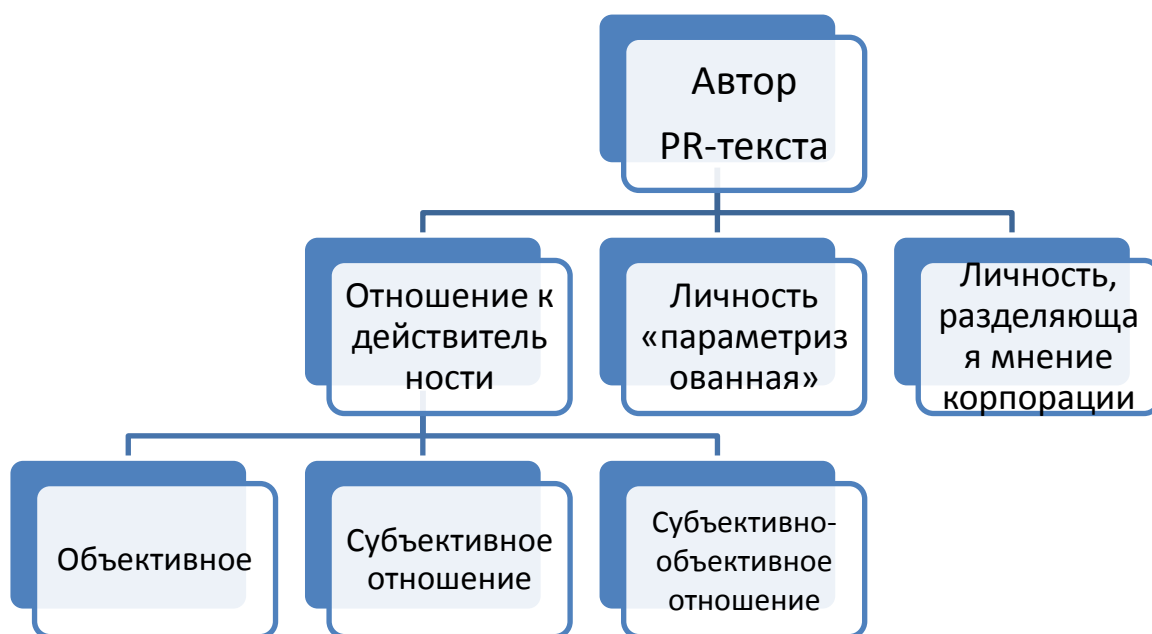 Автор
PR-текста
Отношение к
действитель
ности
Личность
«параметриз
ованная»
Личность,
разделяюща
я мнение
корпорации
Объективное
Субъективное
отношение
Субъективно-
объективное
отношение